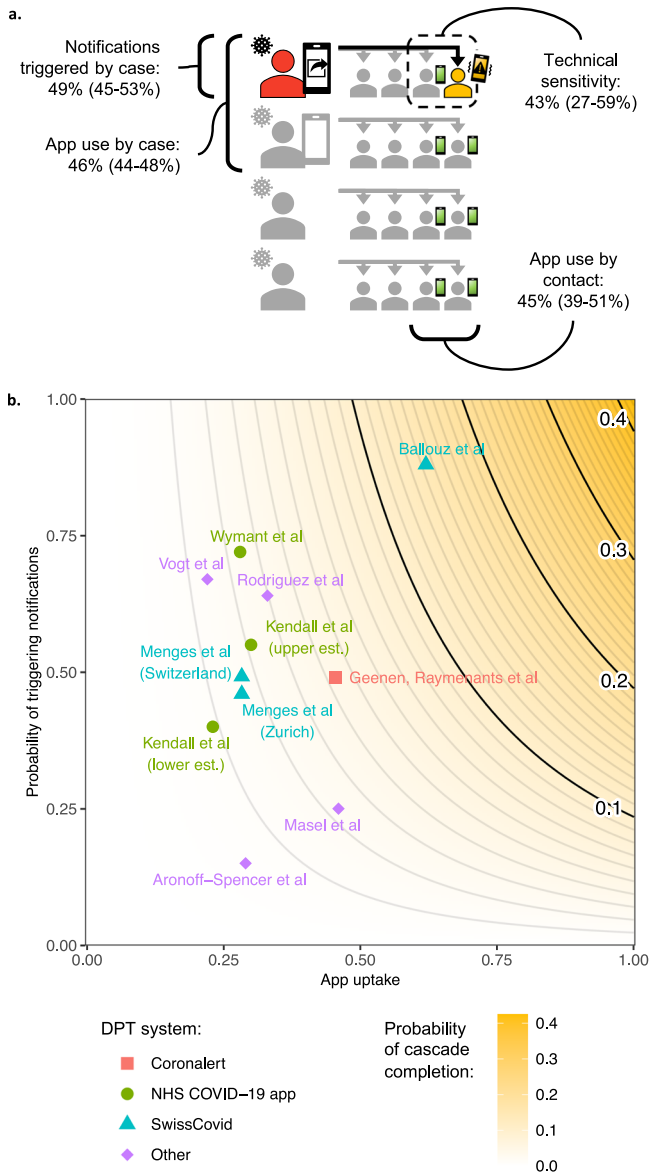 a.
Notifications
triggered by case:
49% (45-53%)
App use by case:
46% (44-48%)
Technical
sensitivity:
43% (27-59%)
App use by
contact:
45% (39-51%)
b.
Probability of triggering notifications
1.00
0.75
0.50
0.25
0.00
0.4
0.3
0.2
0.1
Ballouz et al
Wymant et al
Vogt et al
Rodriguez et al
Kendall et al
(upper est.)
Menges et al
(Switzerland)
Geenen, Raymenants et al
Menges et al
(Zurich)
Kendall et al
(lower est.)
Masel et al
Aronoff–Spencer et al
0.00
0.25
0.50
0.75
1.00
App uptake
DPT system:
Coronalert
NHS COVID–19 app
SwissCovid
Other
Probability
of cascade
completion:
0.4
0.3
0.2
0.1
0.0